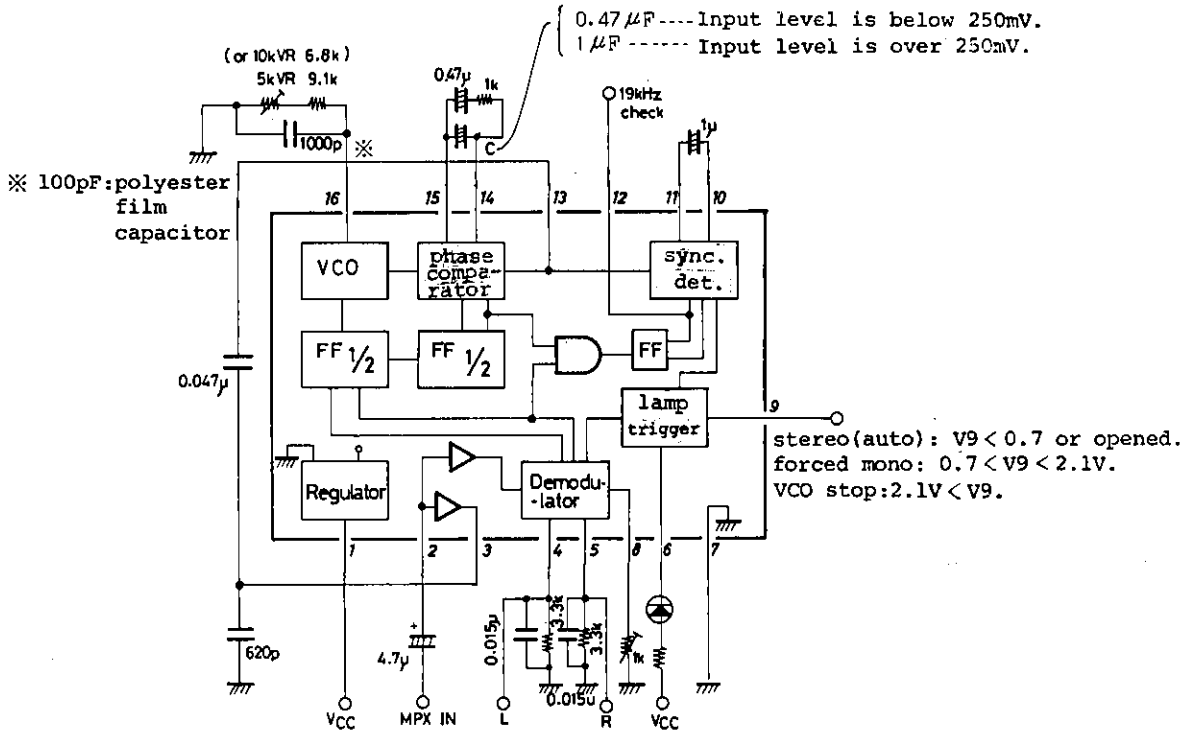 0.47μF----Input level is below 250mV.
1μF------ Input level is over 250mV.
(or 10kVR 6.8k)
5kVR 9.1k
0.47μ
1k
19kHz
check
1μ
1000p
※
C
※ 100pF:polyester
film
capacitor
16
15
14
13
12
11
10
VCO
phase
compa-
rator
sync.
det.
FF 1/2
FF 1/2
FF
0.047μ
lamp
trigger
9
stereo(auto): V9<0.7 or opened.
forced mono: 0.7<V9<2.1V.
VCO stop:2.1V<V9.
Regulator
Demodu-
-lator
1
2
3
4
5
8
6
7
620p
+
4.7μ
0.015μ
3.3k
3.3k
1k
0.015u
VCC
MPX IN
L
R
VCC